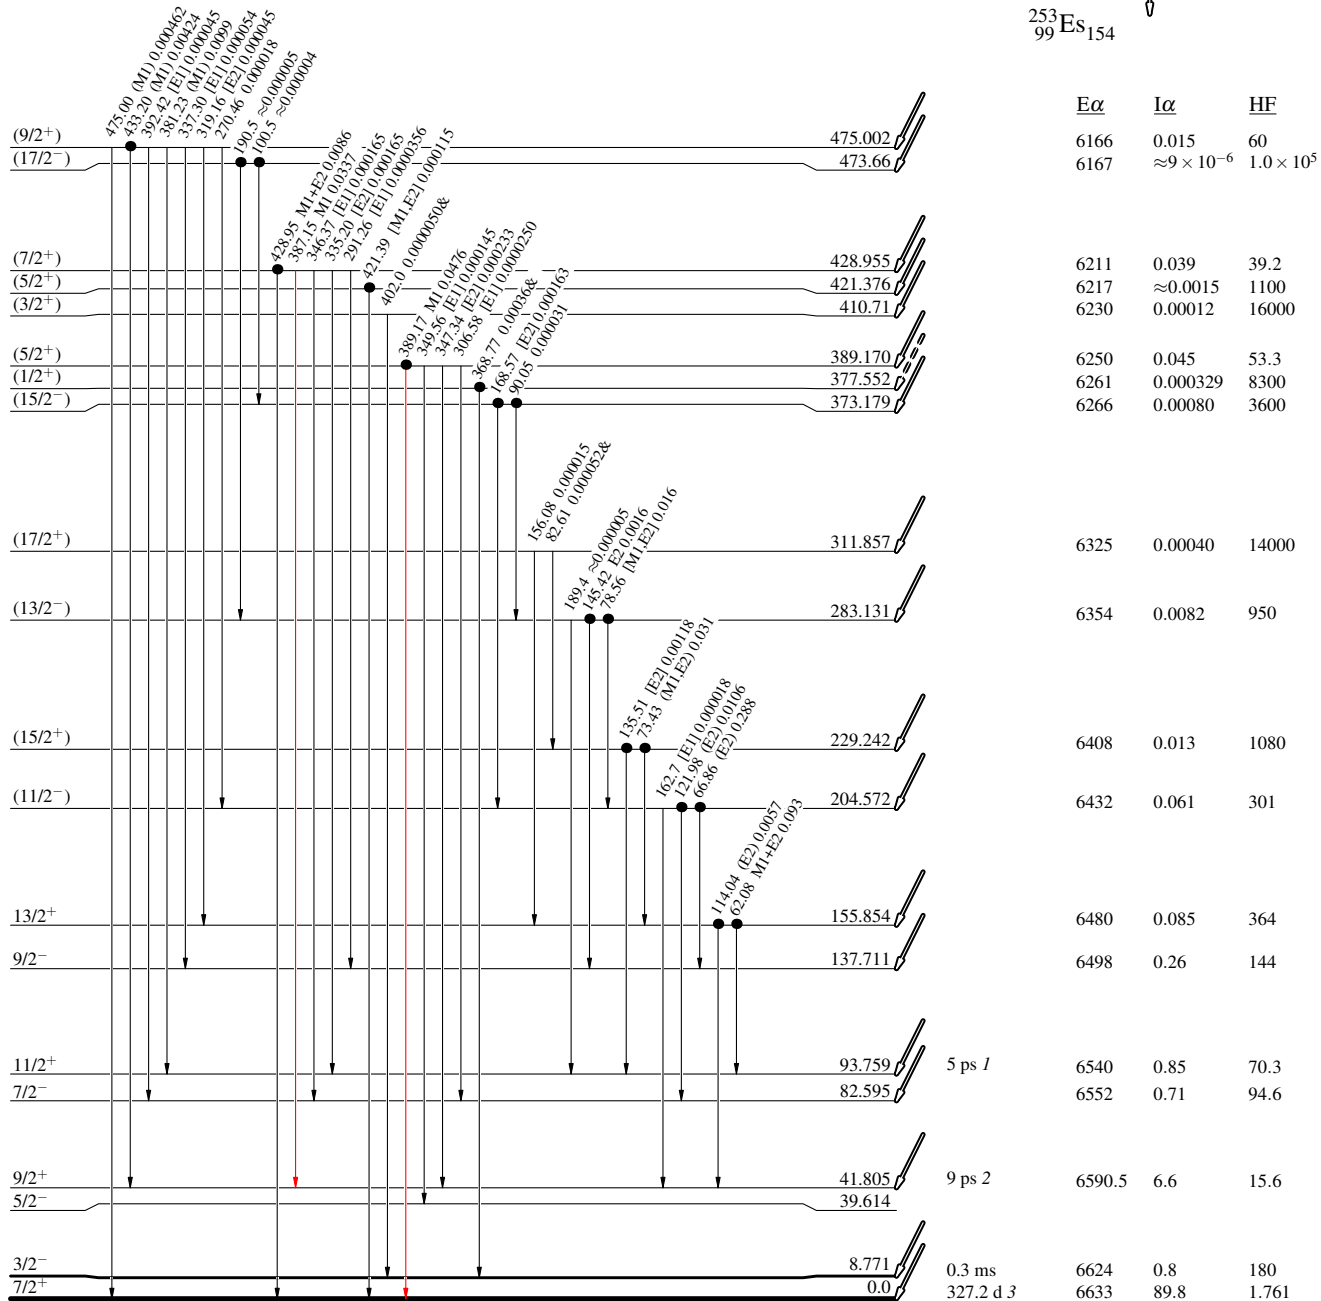 ²⁵³₉₉Es₁₅₄
Eα Iα HF
475.00 (M1) 0.000462
433.20 (M1) 0.00424
392.42 [E1] 0.000045
381.23 (M1) 0.0099
337.30 [E1] 0.000054
319.16 [E2] 0.000045
270.46 0.000018
190.5 ≈0.000005
100.5 ≈0.000004
(9/2⁺) 475.002 6166 0.015 60
(17/2⁻) 473.66 6167 ≈9 × 10⁻⁶ 1.0 × 10⁵
428.95 M1+E2 0.0086
387.15 M1 0.0337
346.37 [E1] 0.000165
335.20 [E2] 0.000165
291.26 [E1] 0.0000356
421.39 [M1,E2] 0.000115
402.0 0.0000050&
(7/2⁺) 428.955 6211 0.039 39.2
(5/2⁺) 421.376 6217 ≈0.0015 1100
(3/2⁺) 410.71 6230 0.00012 16000
389.17 M1 0.0476
349.56 [E1] 0.000145
347.34 [E2] 0.000233
306.58 [E1] 0.0000250
368.77 0.00036&
168.57 [E2] 0.000163
90.05 0.000031
(5/2⁺) 389.170 6250 0.045 53.3
(1/2⁺) 377.552 6261 0.000329 8300
(15/2⁻) 373.179 6266 0.00080 3600
156.08 0.000015
82.61 0.000052&
(17/2⁺) 311.857 6325 0.00040 14000
189.4 ≈0.000005
145.42 E2 0.0016
78.56 [M1,E2] 0.016
(13/2⁻) 283.131 6354 0.0082 950
135.51 [E2] 0.00118
73.43 (M1,E2) 0.031
(15/2⁺) 229.242 6408 0.013 1080
162.7 [E1] 0.000018
121.98 (E2) 0.0106
66.86 (E2) 0.288
(11/2⁻) 204.572 6432 0.061 301
114.04 (E2) 0.0057
62.08 M1+E2 0.093
13/2⁺ 155.854 6480 0.085 364
9/2⁻ 137.711 6498 0.26 144
11/2⁺ 93.759 5 ps 1 6540 0.85 70.3
7/2⁻ 82.595 6552 0.71 94.6
9/2⁺ 41.805 9 ps 2 6590.5 6.6 15.6
5/2⁻ 39.614
3/2⁻ 8.771 0.3 ms 6624 0.8 180
7/2⁺ 0.0 327.2 d 3 6633 89.8 1.761